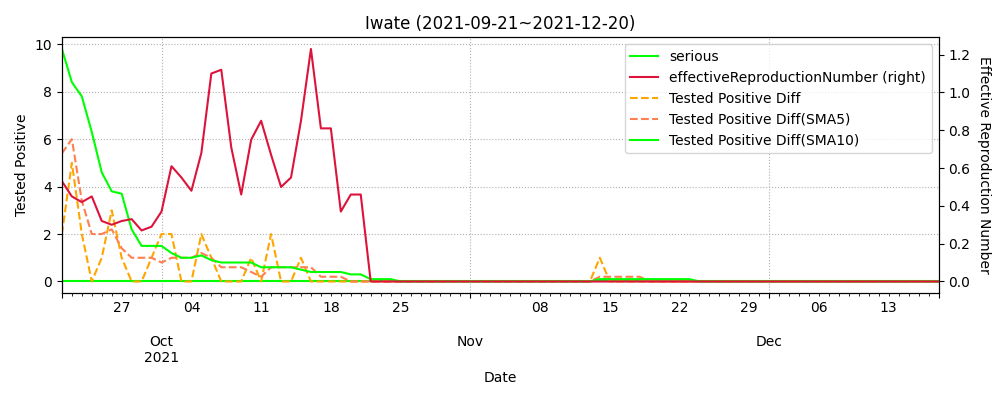 Iwate (2021-09-21~2021-12-20)
10
8
6
4
2
0
Tested Positive
serious
effectiveReproductionNumber (right)
Tested Positive Diff
Tested Positive Diff(SMA5)
Tested Positive Diff(SMA10)
1.2
1.0
0.8
0.6
0.4
0.2
0.0
Effective Reproduction Number
27 04 11 18 25 08 15 22 29 06 13
Oct Nov Dec
2021
Date